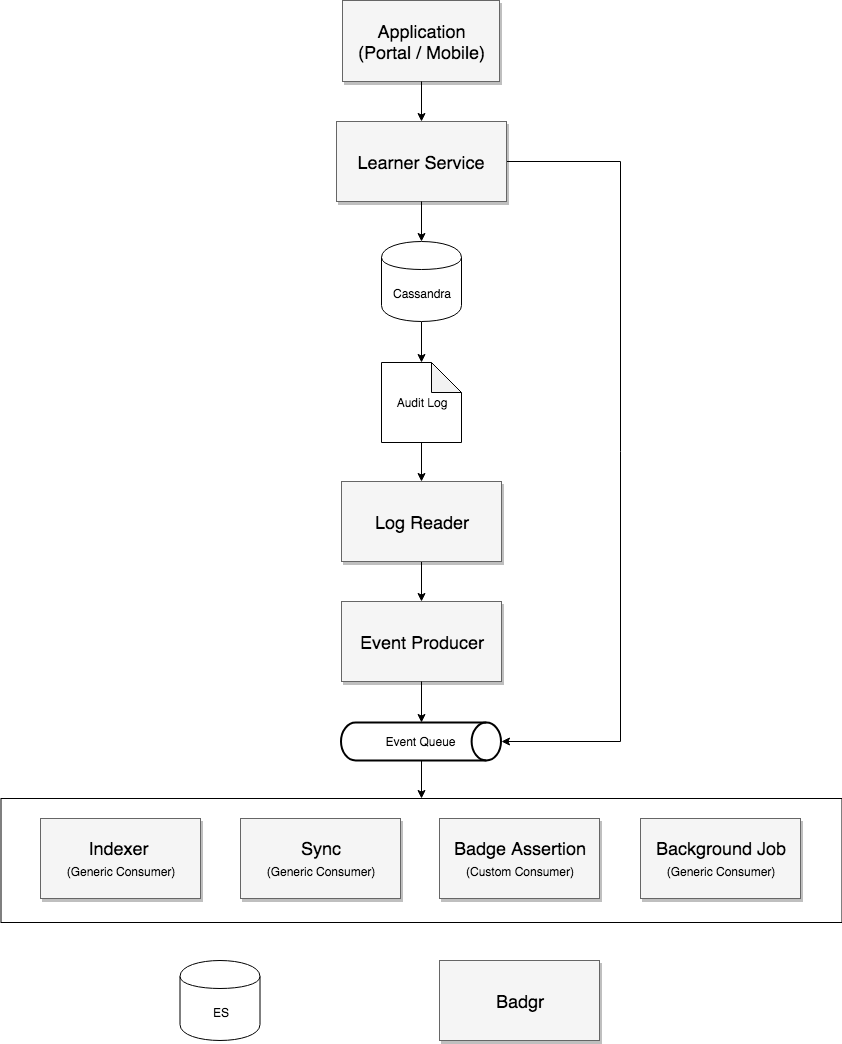 Application
(Portal / Mobile)
Learner Service
Cassandra
Audit Log
Log Reader
Event Producer
Event Queue
Indexer
(Generic Consumer)
Sync
(Generic Consumer)
Badge Assertion
(Custom Consumer)
Background Job
(Generic Consumer)
ES
Badgr